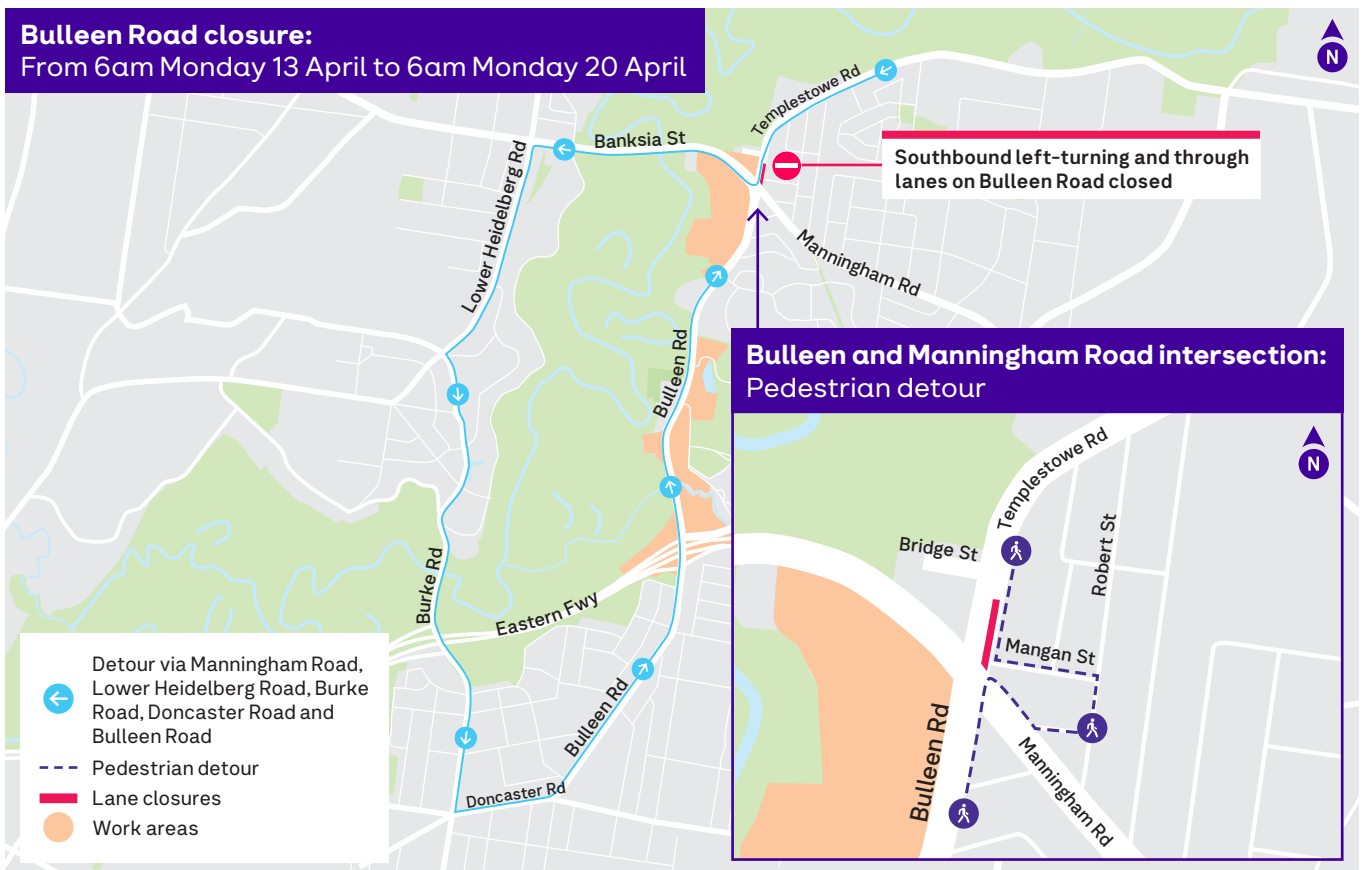 Bulleen Road closure:
From 6am Monday 13 April to 6am Monday 20 April
N
Templestowe Rd
Banksia St
Southbound left-turning and through
lanes on Bulleen Road closed
Lower Heidelberg Rd
Manningham Rd
Bulleen Rd
Burke Rd
Eastern Fwy
Bulleen Rd
Doncaster Rd
Detour via Manningham Road,
Lower Heidelberg Road, Burke
Road, Doncaster Road and
Bulleen Road
Pedestrian detour
Lane closures
Work areas
Bulleen and Manningham Road intersection:
Pedestrian detour
N
Templestowe Rd
Bridge St
Robert St
Mangan St
Bulleen Rd
Manningham Rd